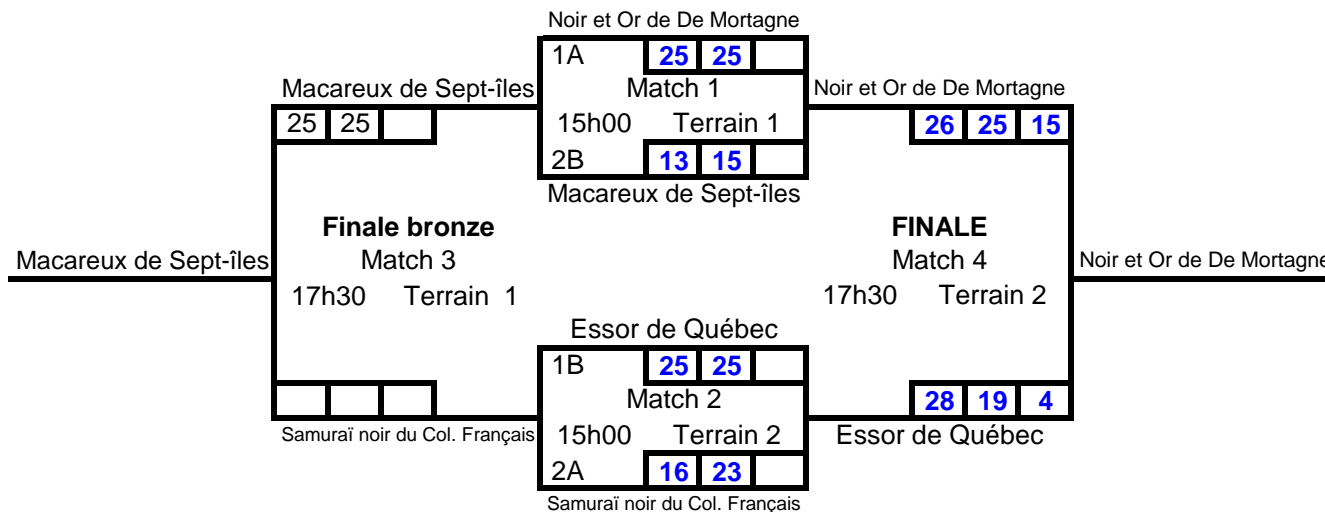 Noir et Or de De Mortagne
1A 25 25
Macareux de Sept-îles Match 1 Noir et Or de De Mortagne
25 25 15h00 Terrain 1 26 25 15
2B 13 15
Macareux de Sept-îles
Finale bronze FINALE
Macareux de Sept-îles Match 3 Match 4 Noir et Or de De Mortagne
17h30 Terrain 1 17h30 Terrain 2
Essor de Québec
1B 25 25
Match 2 28 19 4
Samuraï noir du Col. Français 15h00 Terrain 2 Essor de Québec
2A 16 23
Samuraï noir du Col. Français